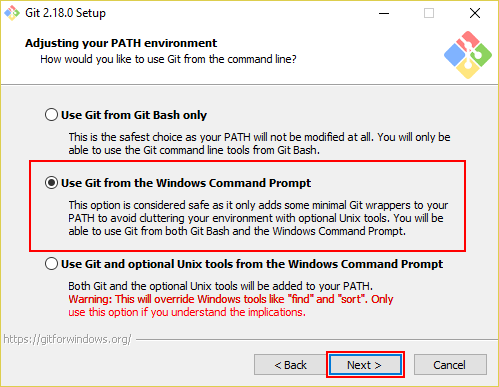 Git 2.18.0 Setup
Adjusting your PATH environment
How would you like to use Git from the command line?
Use Git from Git Bash only
This is the safest choice as your PATH will not be modified at all. You will only be
able to use the Git command line tools from Git Bash.
Use Git from the Windows Command Prompt
This option is considered safe as it only adds some minimal Git wrappers to your
PATH to avoid cluttering your environment with optional Unix tools. You will be
able to use Git from both Git Bash and the Windows Command Prompt.
Use Git and optional Unix tools from the Windows Command Prompt
Both Git and the optional Unix tools will be added to your PATH.
Warning: This will override Windows tools like "find" and "sort". Only
use this option if you understand the implications.
https://gitforwindows.org/
< Back
Next >
Cancel